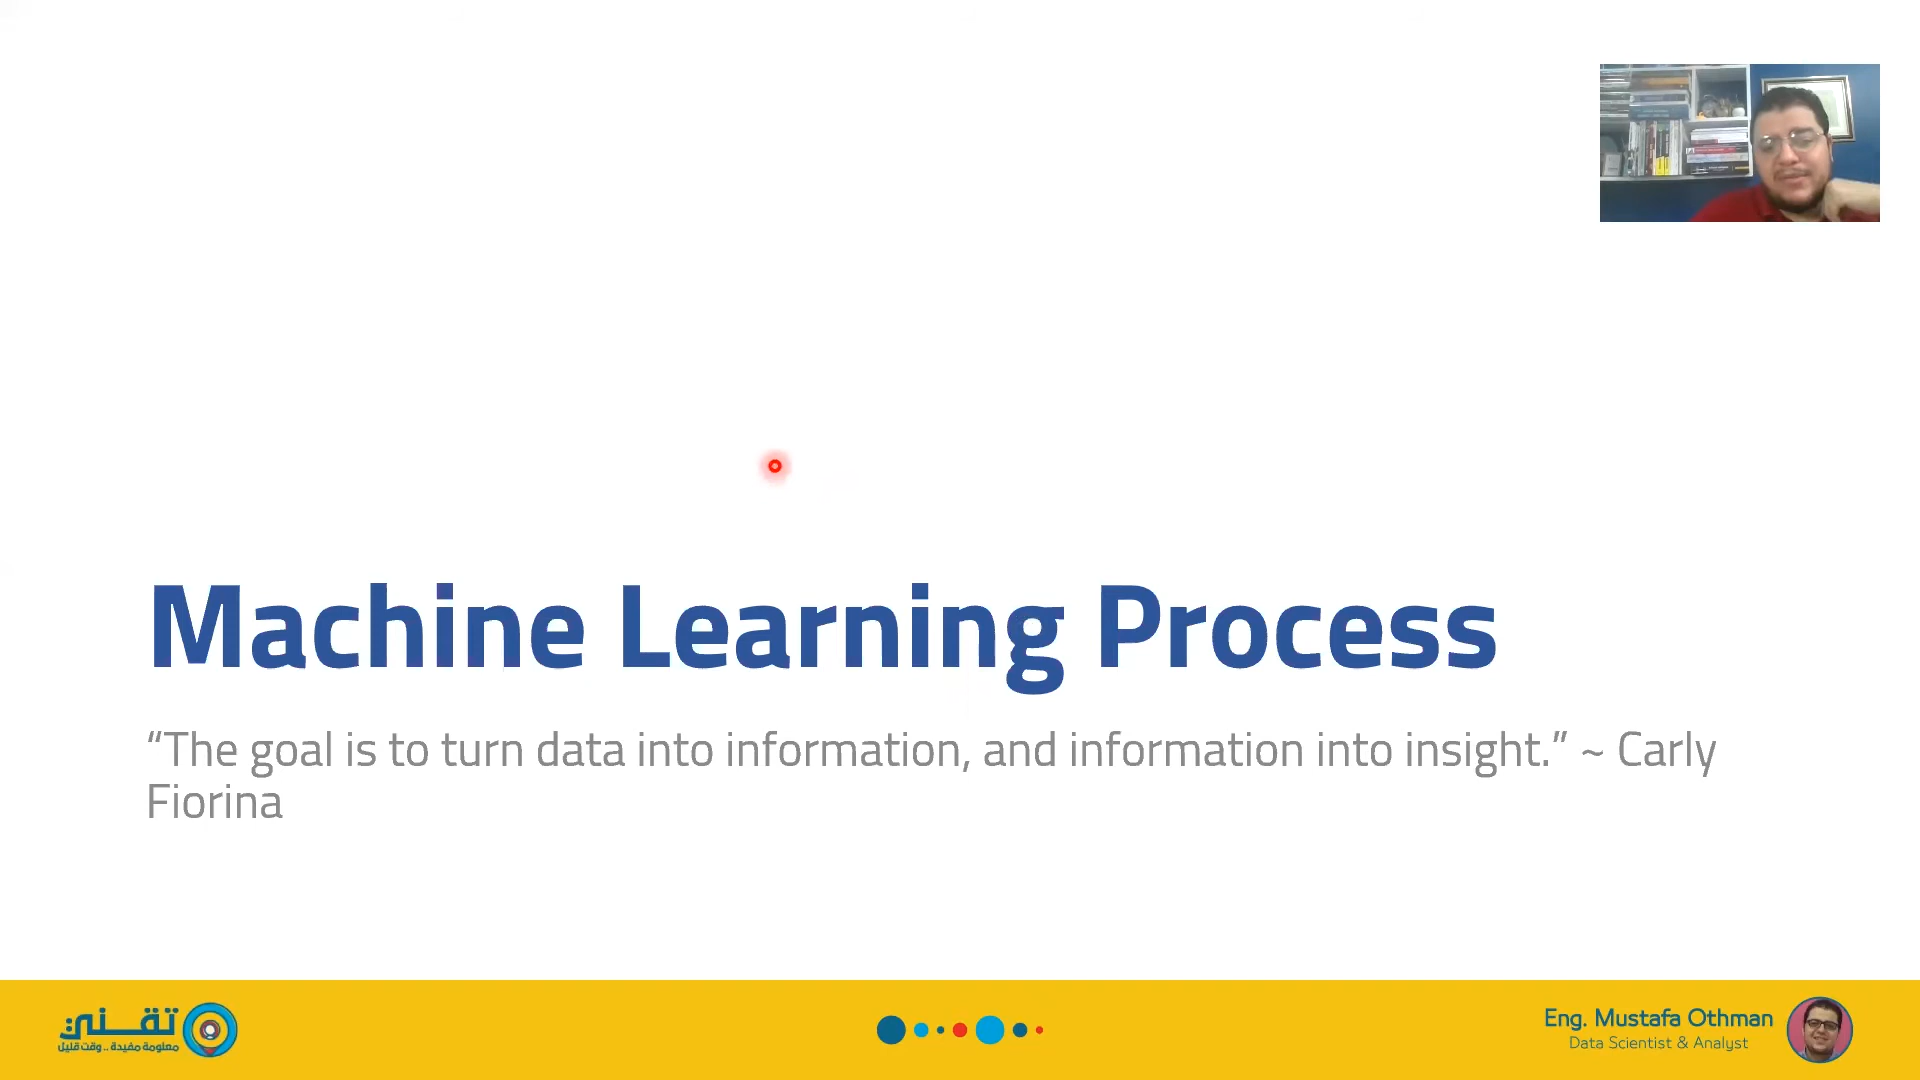 Machine Learning Process
“The goal is to turn data into information, and information into insight.” ~ Carly
Fiorina
تقني
معلومة مفيدة .. وقت قليل
Eng. Mustafa Othman
Data Scientist & Analyst